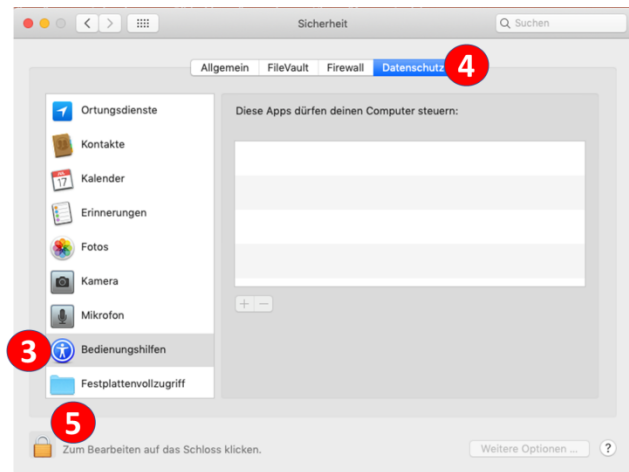 Sicherheit
Suchen
Allgemein FileVault Firewall Datenschutz 4
Ortungsdienste
Diese Apps dürfen deinen Computer steuern:
Kontakte
JUL
17
Kalender
Erinnerungen
Fotos
Kamera
Mikrofon
3 Bedienungshilfen
Festplattenvollzugriff
5
Zum Bearbeiten auf das Schloss klicken.
Weitere Optionen ... ?